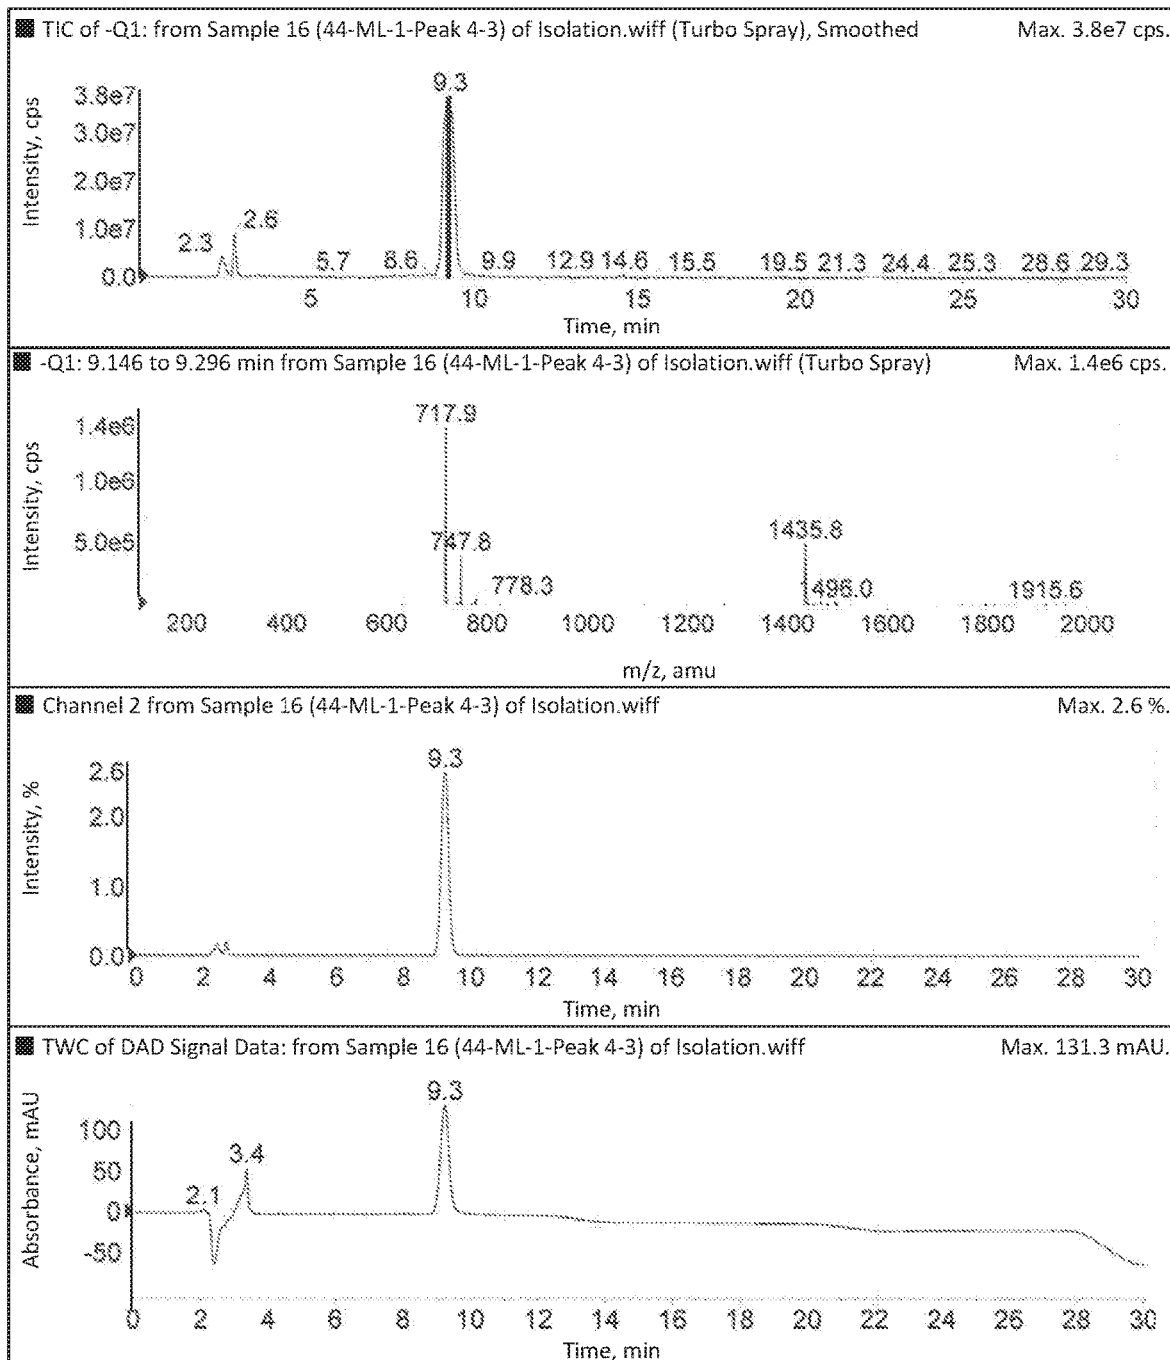 TIC of -Q1: from Sample 16 (44-ML-1-Peak 4-3) of Isolation.wiff (Turbo Spray), Smoothed Max. 3.8e7 cps.
Intensity, cps
3.8e7
3.0e7
2.0e7
1.0e7
0.0
9.3
2.3
2.6
5.7 8.6 9.9 12.9 14.6 15.5 19.5 21.3 24.4 25.3 28.6 29.3
5 10 15 20 25 30
Time, min
-Q1: 9.146 to 9.296 min from Sample 16 (44-ML-1-Peak 4-3) of Isolation.wiff (Turbo Spray) Max. 1.4e6 cps.
Intensity, cps
1.4e6
1.0e6
5.0e5
717.9
747.8
778.3
1435.8
1496.0
1915.6
200 400 600 800 1000 1200 1400 1600 1800 2000
m/z, amu
Channel 2 from Sample 16 (44-ML-1-Peak 4-3) of Isolation.wiff Max. 2.6 %.
Intensity, %
2.6
2.0
1.0
0.0
9.3
0 2 4 6 8 10 12 14 16 18 20 22 24 26 28 30
Time, min
TWC of DAD Signal Data: from Sample 16 (44-ML-1-Peak 4-3) of Isolation.wiff Max. 131.3 mAU.
Absorbance, mAU
100
50
0
-50
2.1
3.4
9.3
0 2 4 6 8 10 12 14 16 18 20 22 24 26 28 30
Time, min